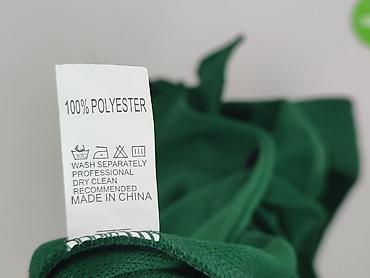 100% POLYESTER
WASH SEPARATELY
PROFESSIONAL
DRY CLEAN
RECOMMENDED
MADE IN CHINA